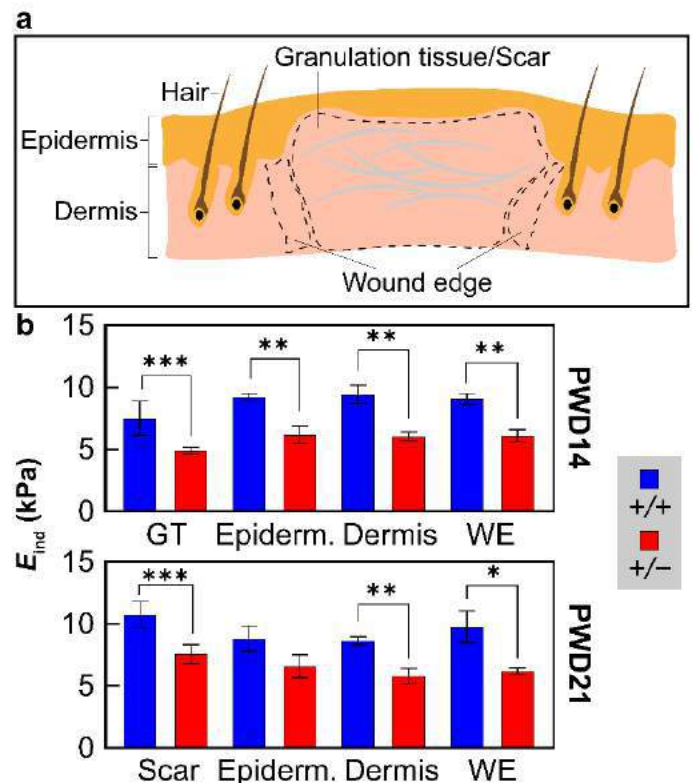 a
Granulation tissue/Scar
Hair
Epidermis
Dermis
Wound edge
b
15
10
5
0
***
**
**
**
GT Epiderm. Dermis WE
PWD14
E_ind (kPa)
15
10
5
0
***
**
*
Scar Epiderm. Dermis WE
PWD21
+/+
+/−